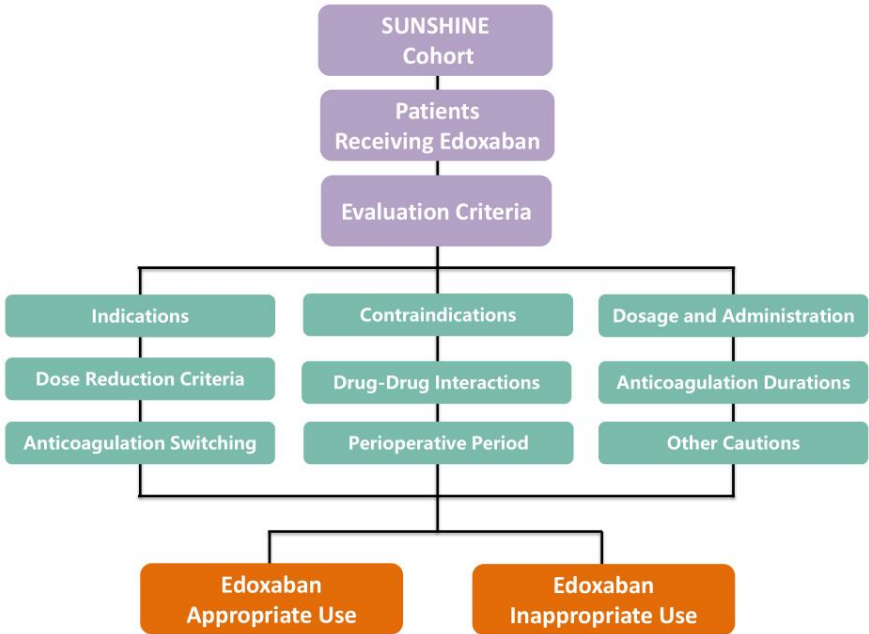 SUNSHINE
Cohort
Patients
Receiving Edoxaban
Evaluation Criteria
Indications
Contraindications
Dosage and Administration
Dose Reduction Criteria
Drug-Drug Interactions
Anticoagulation Durations
Anticoagulation Switching
Perioperative Period
Other Cautions
Edoxaban
Appropriate Use
Edoxaban
Inappropriate Use